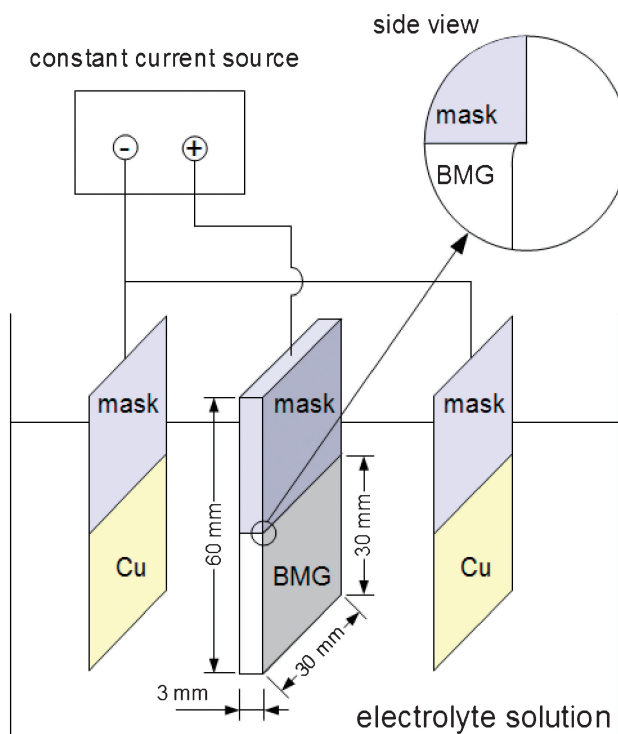 side view
constant current source
mask
- +
BMG
mask
mask
mask
60 mm
30 mm
Cu
BMG
Cu
30 mm
3 mm
electrolyte solution